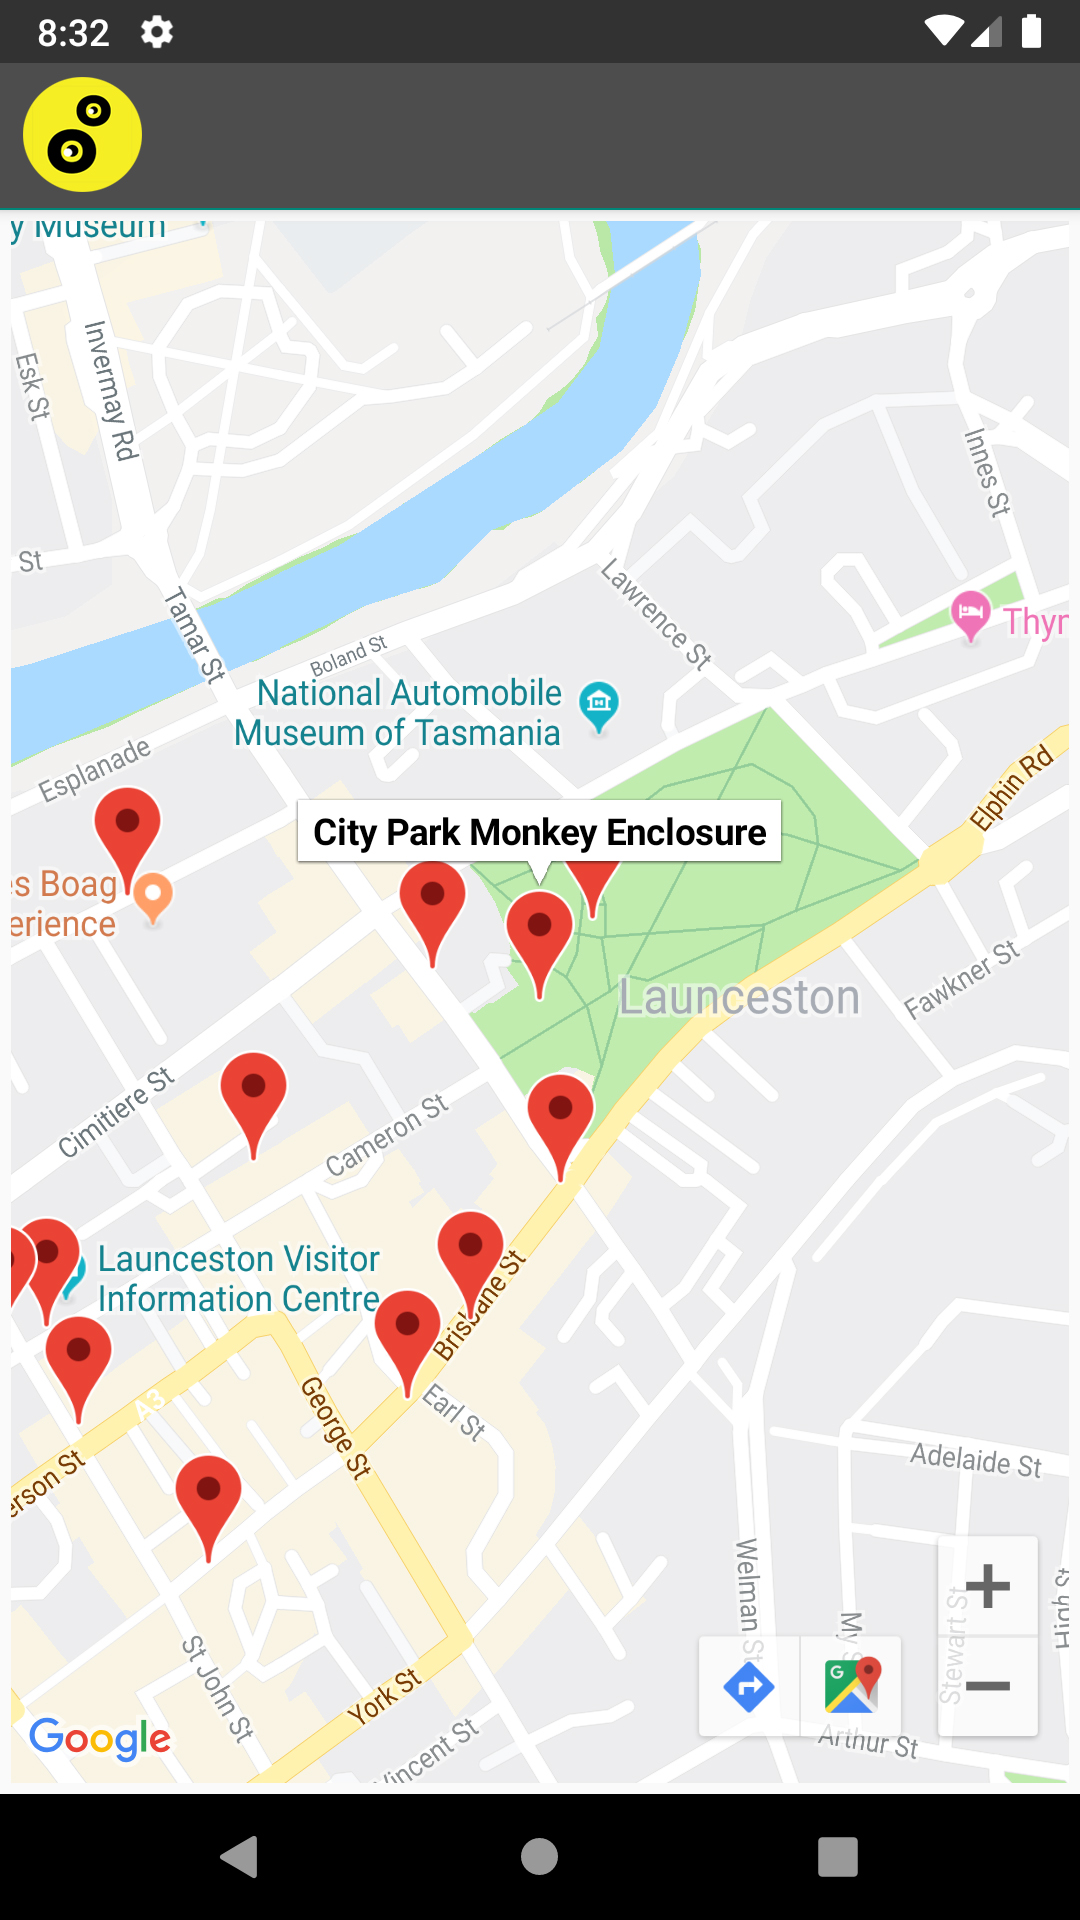 8:32
y Museum
Invermay Rd
Esk St
Innes St
St
Tamar St
Lawrence St
Boland St
Thyr
National Automobile
Museum of Tasmania
Esplanade
Elphin Rd
City Park Monkey Enclosure
es Boag
erience
Launceston
Fawkner St
Cimitiere St
Cameron St
Launceston Visitor
Information Centre
Brisbane St
A3
George St
Earl St
erson St
Adelaide St
Welman St
My
Stewart St
High St
St John St
York St
Vincent St
Arthur St
G
Google